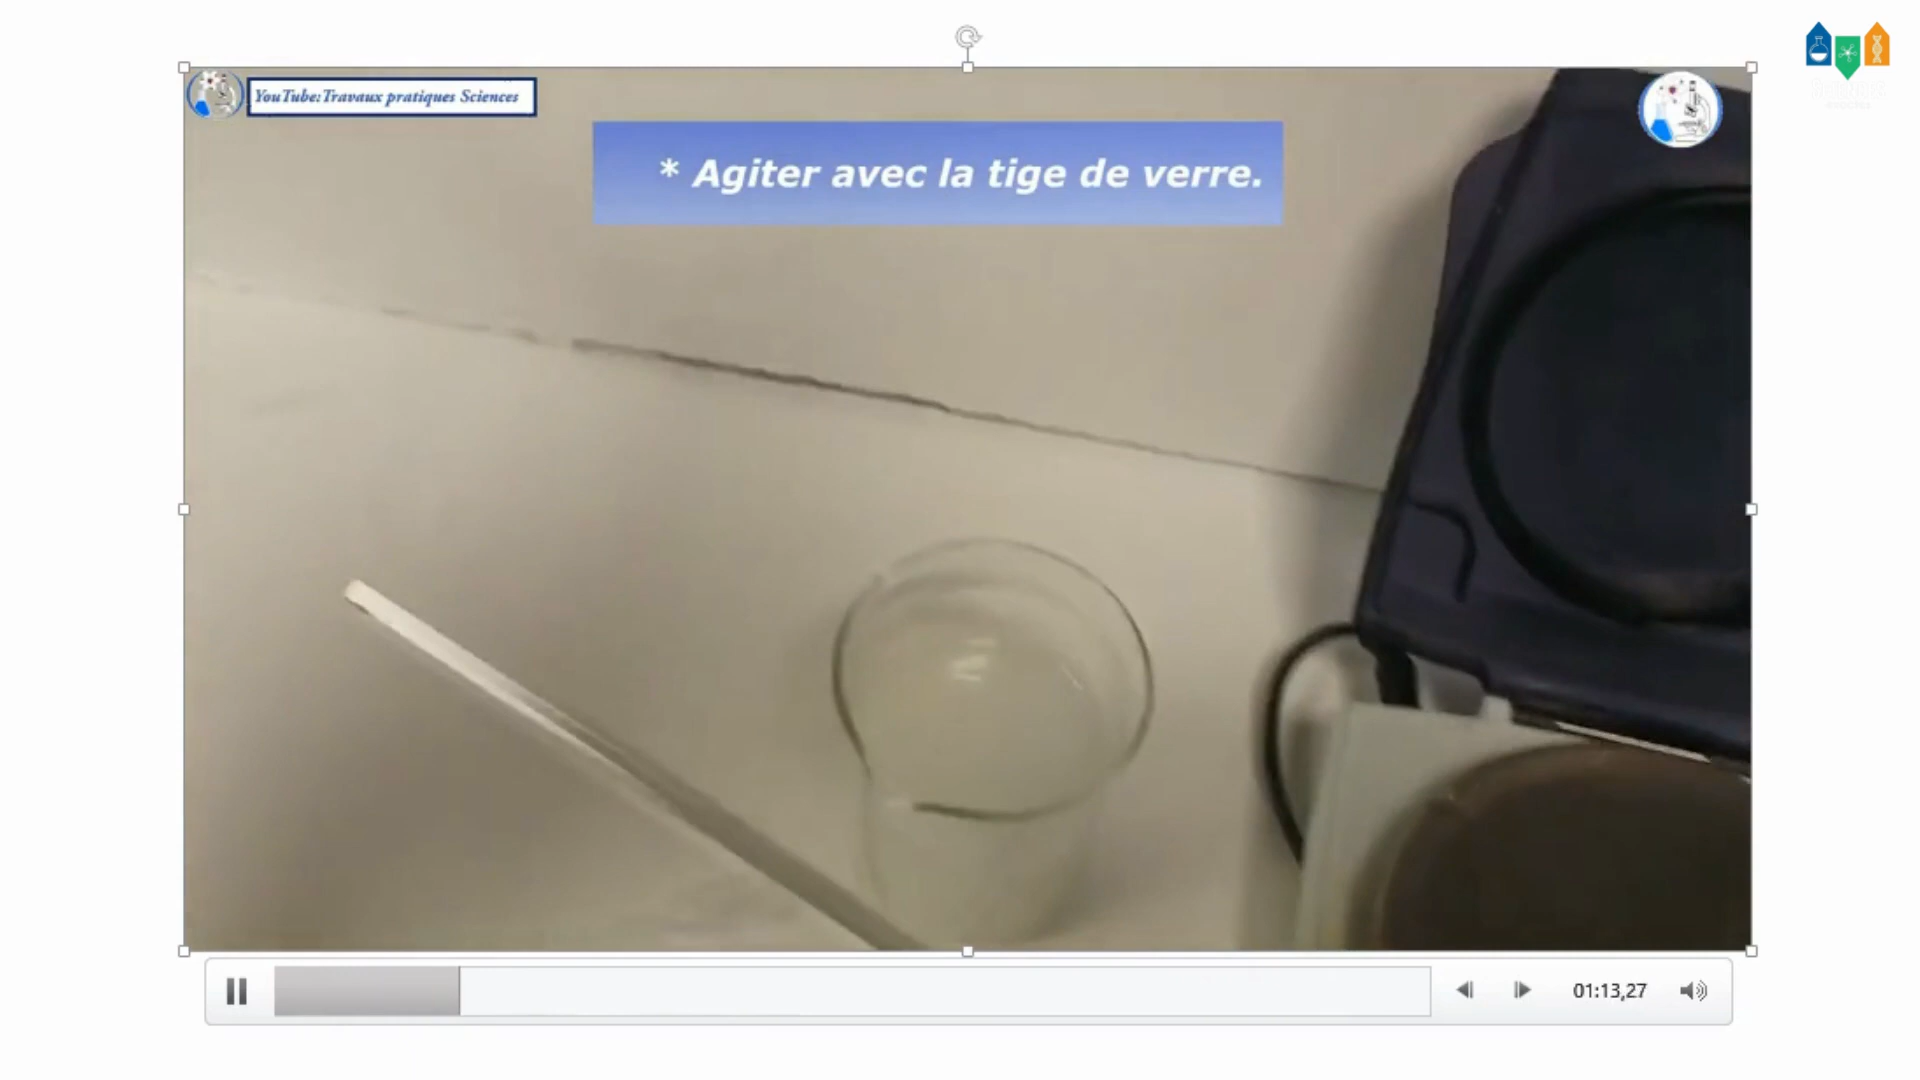 YouTube:Travaux pratiques Sciences
* Agiter avec la tige de verre.
01:13,27